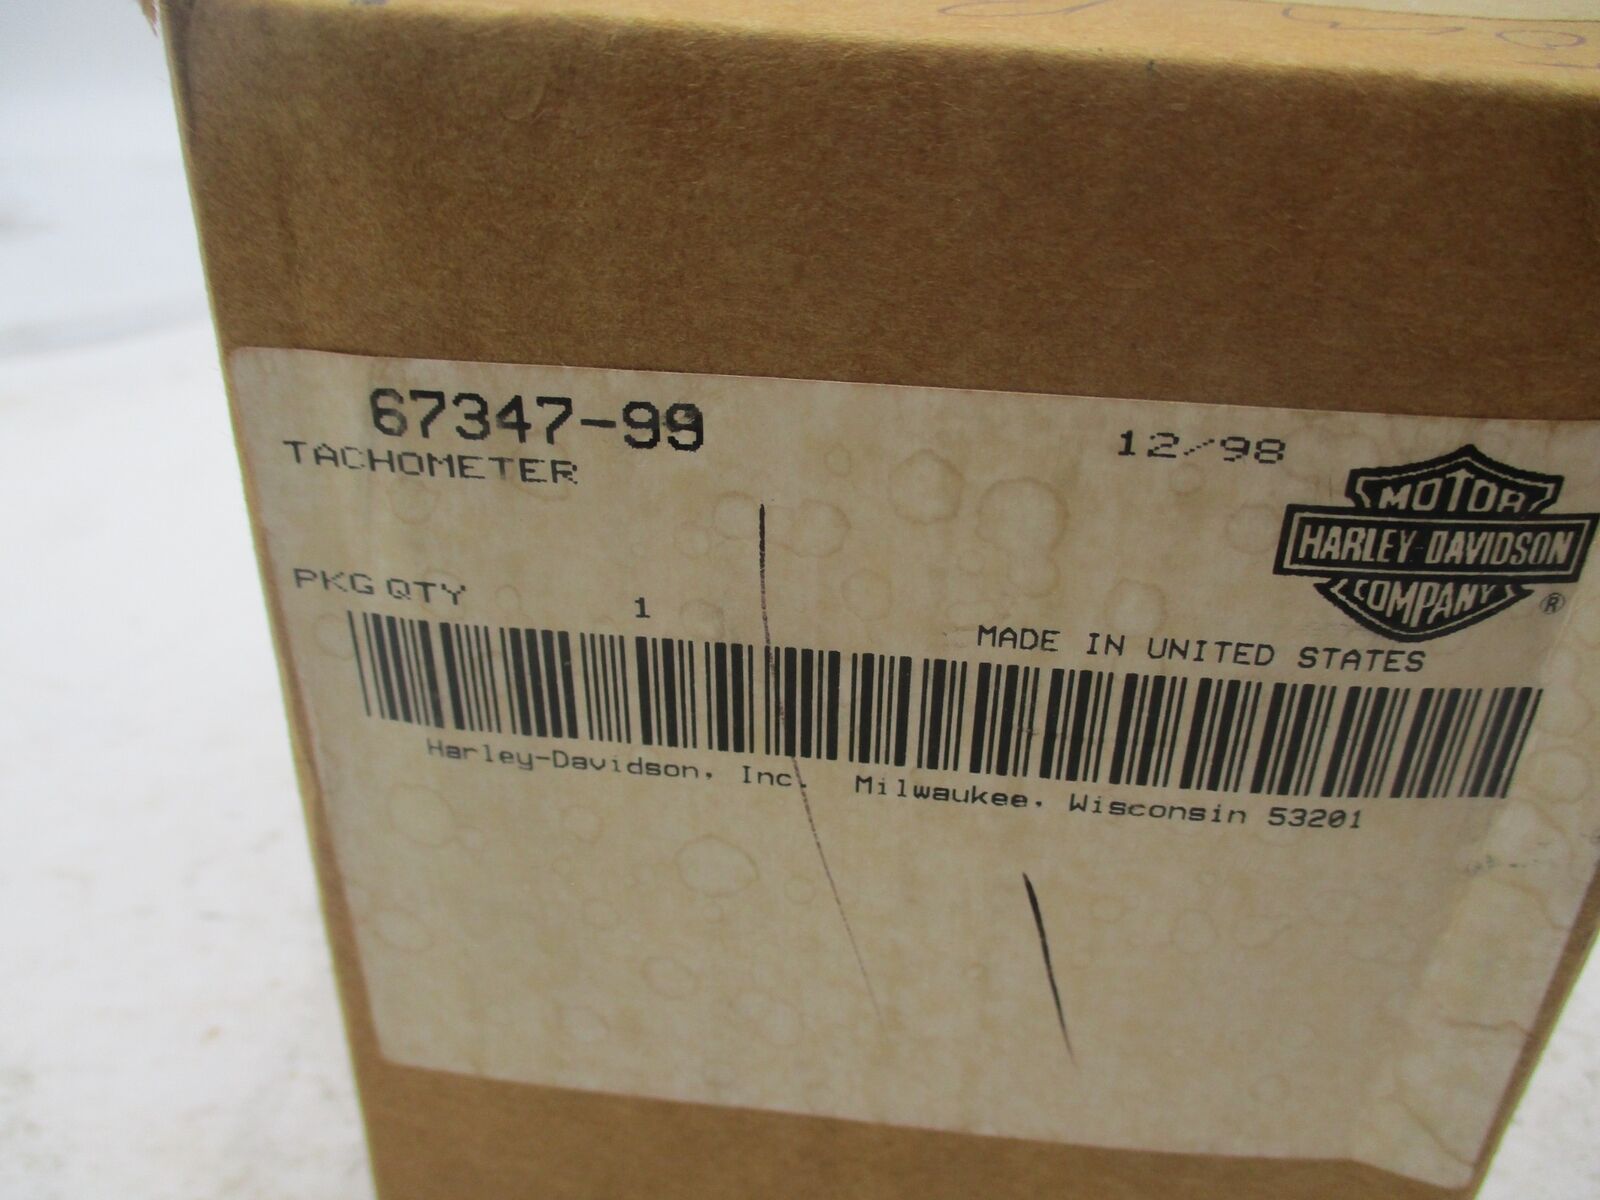 67347-99
TACHOMETER
12/98
MOTOR
HARLEY-DAVIDSON
COMPANY
®
PKG QTY 1
MADE IN UNITED STATES
Harley-Davidson, Inc. Milwaukee, Wisconsin 53201